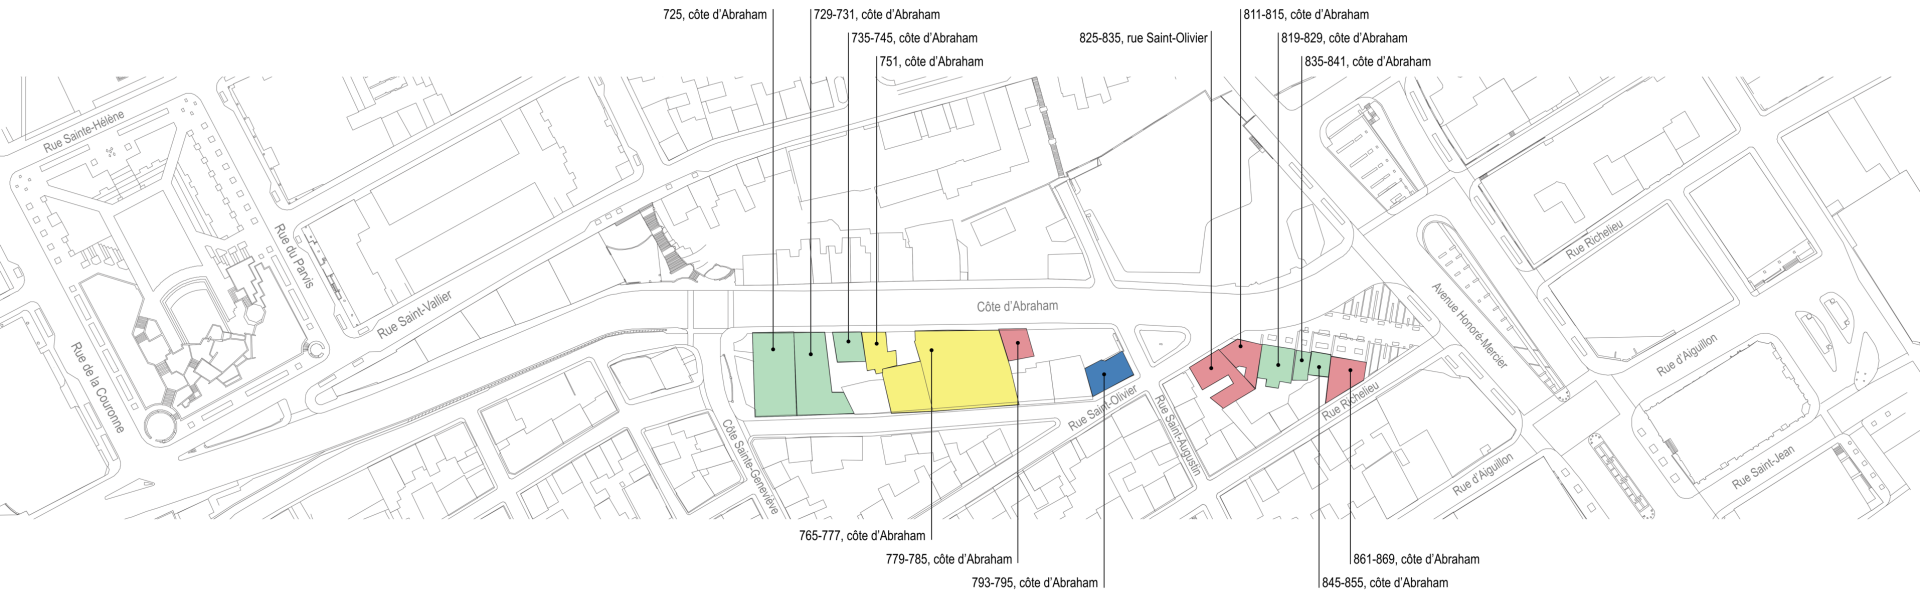 725, côte d'Abraham
729-731, côte d'Abraham
735-745, côte d'Abraham
751, côte d'Abraham
825-835, rue Saint-Olivier
811-815, côte d'Abraham
819-829, côte d'Abraham
835-841, côte d'Abraham
Rue Sainte-Hélène
Rue du Parvis
Rue Saint-Vallier
Rue de la Couronne
Côte d'Abraham
Rue Richelieu
Avenue Honoré-Mercier
Rue d'Aiguillon
Rue Saint-Olivier
Rue Saint-Augustin
Rue Richelieu
Côte Sainte-Geneviève
Rue d'Aiguillon
Rue Saint-Jean
765-777, côte d'Abraham
779-785, côte d'Abraham
793-795, côte d'Abraham
861-869, côte d'Abraham
845-855, côte d'Abraham